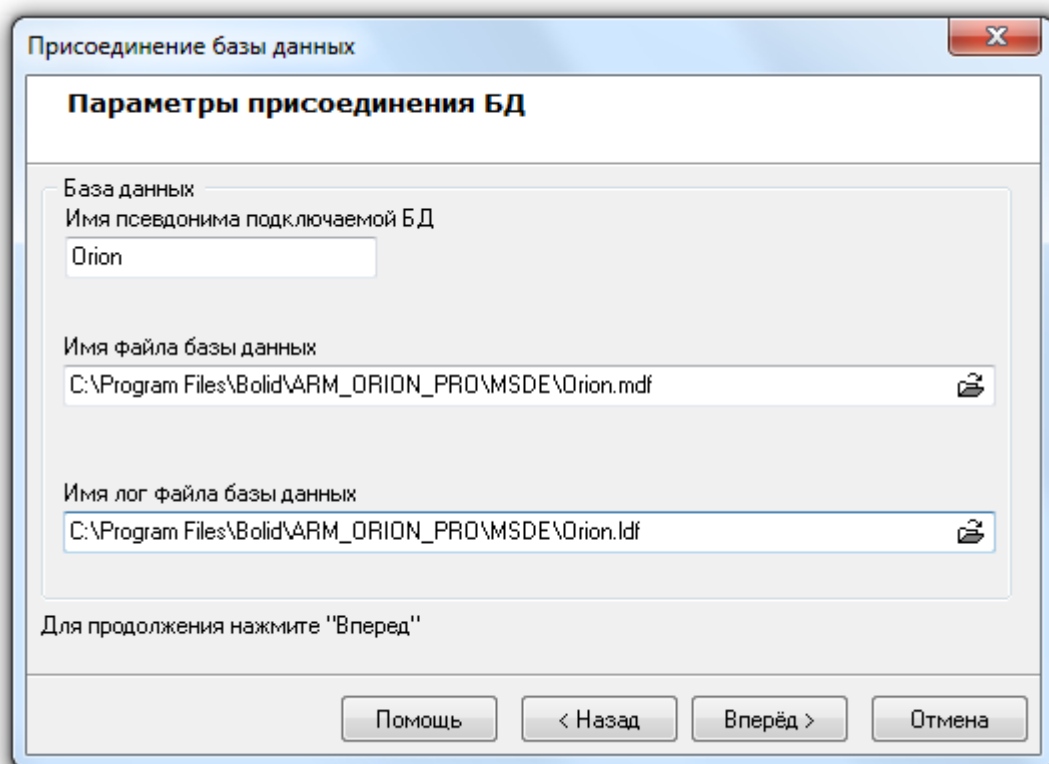 Присоединение базы данных
Параметры присоединения БД
База данных
Имя псевдонима подключаемой БД
Orion
Имя файла базы данных
C:\Program Files\Bolid\ARM_ORION_PRO\MSDE\Orion.mdf
Имя лог файла базы данных
C:\Program Files\Bolid\ARM_ORION_PRO\MSDE\Orion.ldf
Для продолжения нажмите "Вперед"
Помощь
< Назад
Вперёд >
Отмена